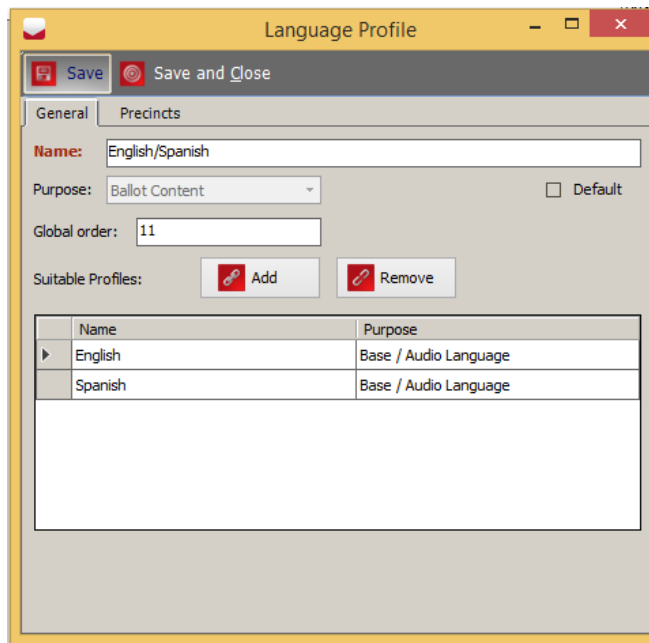 Language Profile
Save Save and Close
General Precincts
Name: English/Spanish
Purpose: Ballot Content Default
Global order: 11
Suitable Profiles: Add Remove
Name Purpose
English Base / Audio Language
Spanish Base / Audio Language